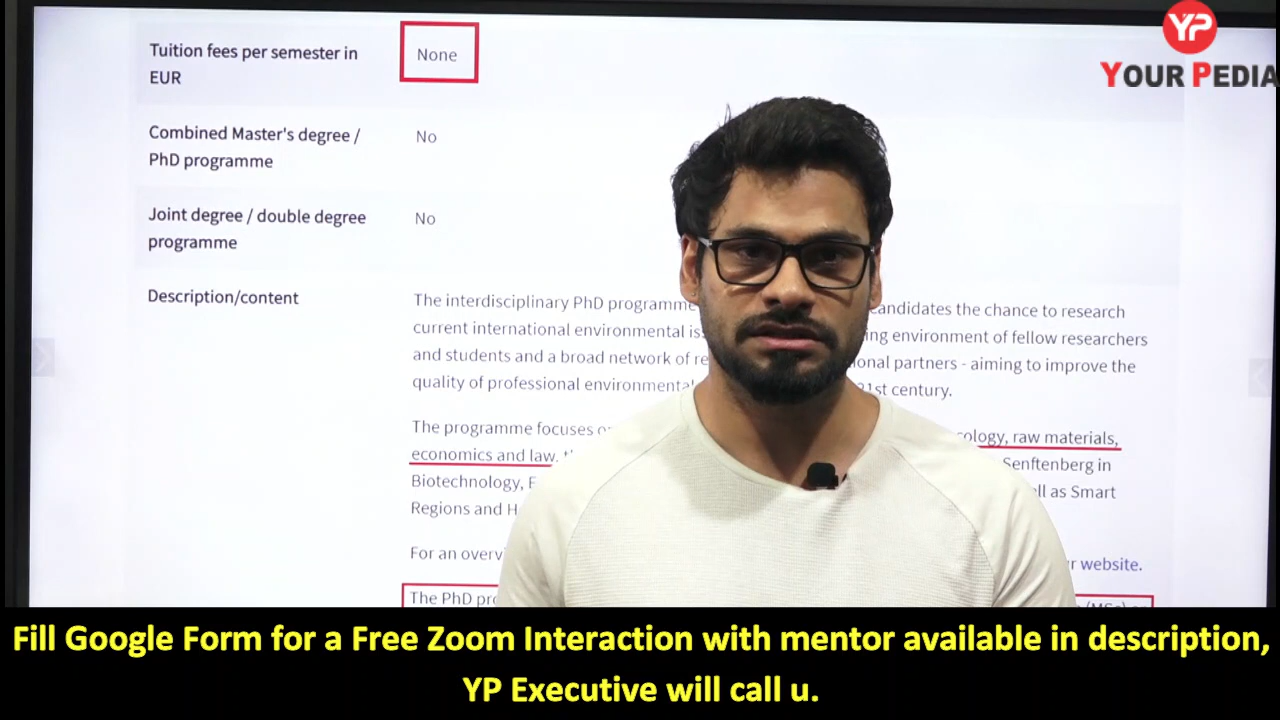 YP
YOUR PEDIA
Tuition fees per semester in
EUR
None
Combined Master's degree /
PhD programme
No
Joint degree / double degree
programme
No
Description/content
The interdisciplinary PhD programme candidates the chance to research
current international environmental ing environment of fellow researchers
and students and a broad network of re onal partners - aiming to improve the
quality of professional environmental 21st century.
The programme focuses ology, raw materials,
economics and law. Senftenberg in
Biotechnology, ell as Smart
Regions and H
For an overv r website.
The PhD pro (MSc)
Fill Google Form for a Free Zoom Interaction with mentor available in description,
YP Executive will call u.